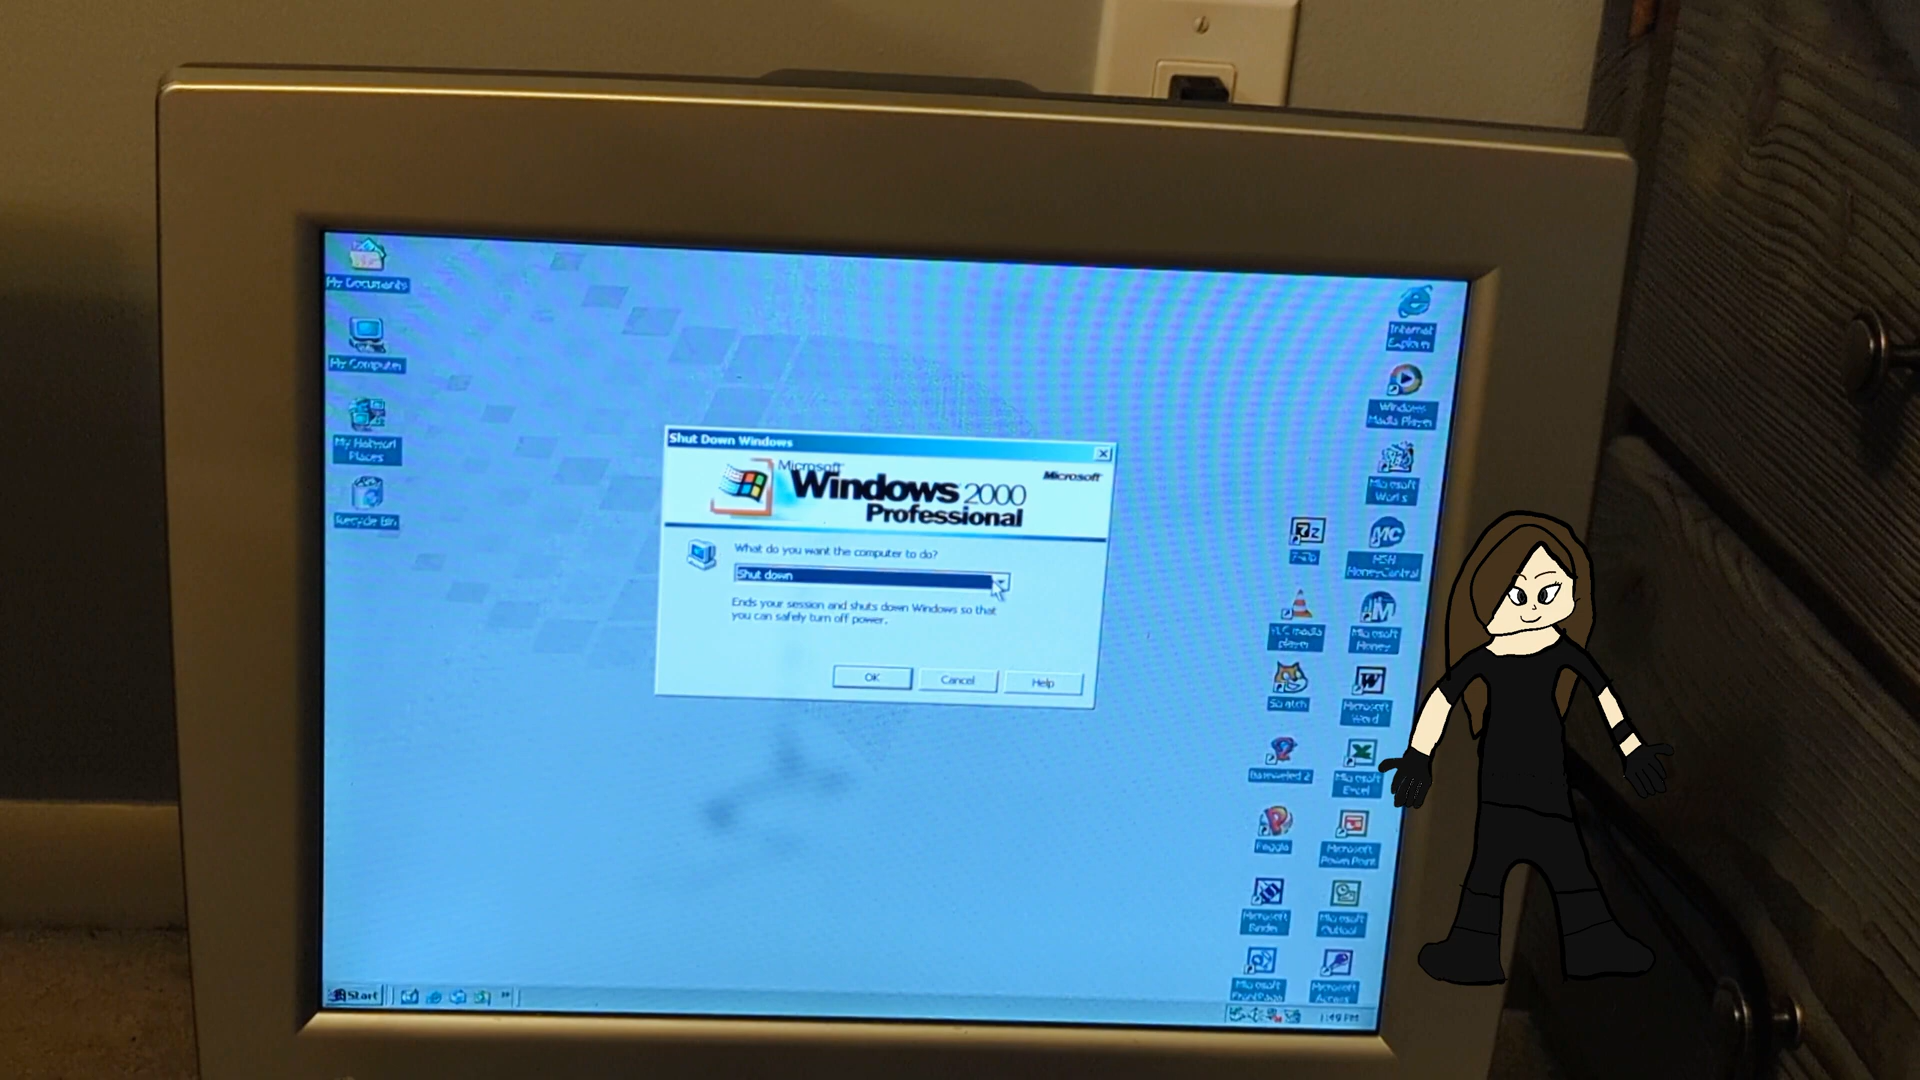 My Documents
My Computer
My Network
Places
Recycle Bin
Shut Down Windows
Microsoft
Windows 2000
Professional
Microsoft
What do you want the computer to do?
Shut down
Ends your session and shuts down Windows so that
you can safely turn off power.
OK
Cancel
Help
Internet
Explorer
Windows
Media Player
Microsoft
Works
7z
7-Zip
MC
MSN
MoneyCentral
VLC media
player
M
Microsoft
Money
Scratch
W
Microsoft
Word
Bejeweled 2
Microsoft
Excel
Peggle
Microsoft
PowerPoint
Microsoft
Binder
Microsoft
Outlook
Microsoft
FrontPage
Microsoft
Access
Start
1:49 PM